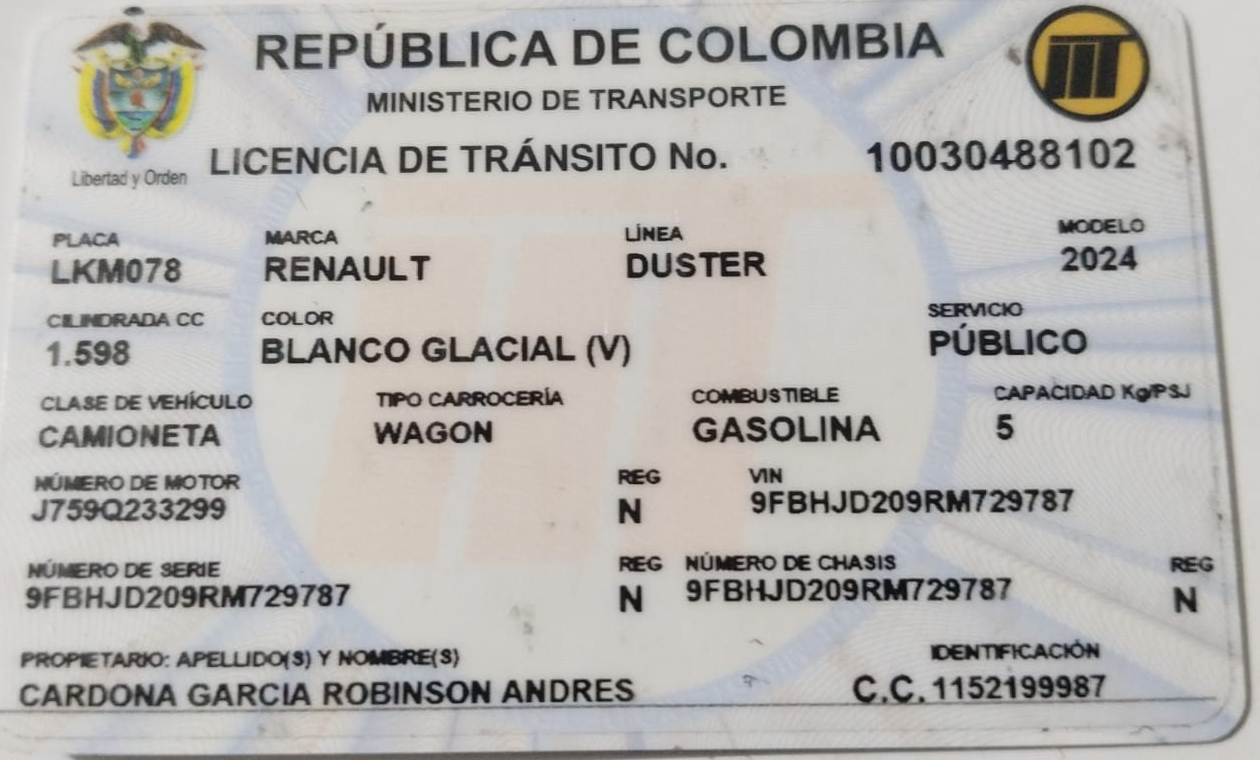 REPÚBLICA DE COLOMBIA
MINISTERIO DE TRANSPORTE
Libertad y Orden
LICENCIA DE TRÁNSITO No. 10030488102
PLACA MARCA LÍNEA MODELO
LKM078 RENAULT DUSTER 2024
CILINDRADA CC COLOR SERVICIO
1.598 BLANCO GLACIAL (V) PÚBLICO
CLASE DE VEHÍCULO TIPO CARROCERÍA COMBUSTIBLE CAPACIDAD Kg/PSJ
CAMIONETA WAGON GASOLINA 5
NÚMERO DE MOTOR REG VIN
J759Q233299 N 9FBHJD209RM729787
NÚMERO DE SERIE REG NÚMERO DE CHASIS REG
9FBHJD209RM729787 N 9FBHJD209RM729787 N
PROPIETARIO: APELLIDO(S) Y NOMBRE(S) IDENTIFICACIÓN
CARDONA GARCIA ROBINSON ANDRES C.C. 1152199987